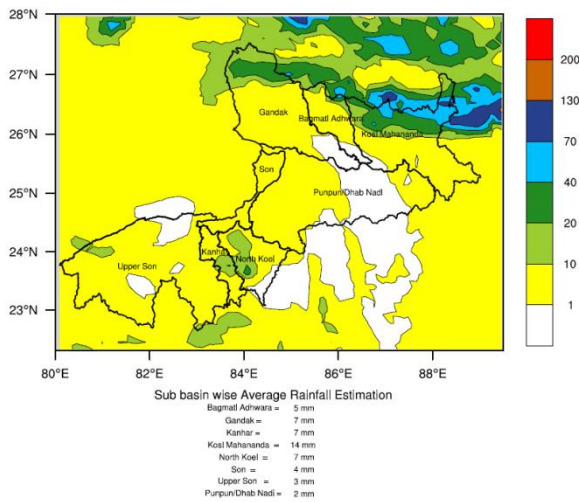 28°N
27°N
26°N
25°N
24°N
23°N
80°E 82°E 84°E 86°E 88°E
200
130
70
40
20
10
1
Gandak
Bagmati Adhwara
Kosi Mahananda
Son
Punpun/Dhab Nadi
Kanhar
North Koel
Upper Son
Sub basin wise Average Rainfall Estimation
Bagmati Adhwara = 5 mm
Gandak = 7 mm
Kanhar = 7 mm
Kosi Mahananda = 14 mm
North Koel = 7 mm
Son = 4 mm
Upper Son = 3 mm
Punpun/Dhab Nadi = 2 mm